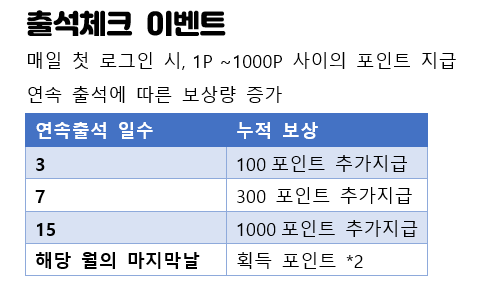 출석체크 이벤트
매일 첫 로그인 시, 1P ~1000P 사이의 포인트 지급
연속 출석에 따른 보상량 증가
연속출석 일수 누적 보상
3 100 포인트 추가지급
7 300 포인트 추가지급
15 1000 포인트 추가지급
해당 월의 마지막날 획득 포인트 *2